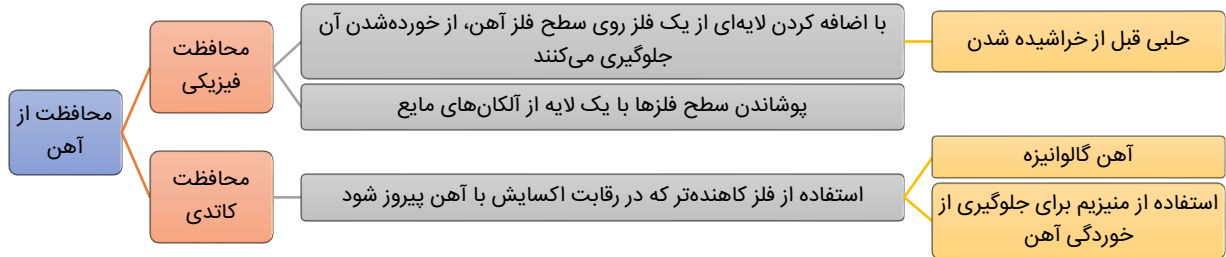 محافظت از
آهن
محافظت
فیزیکی
با اضافه کردن لایه‌ای از یک فلز روی سطح فلز آهن، از خورده‌شدن آن
جلوگیری می‌کنند
حلبی قبل از خراشیده شدن
پوشاندن سطح فلزها با یک لایه از آلکان‌های مایع
محافظت
کاتدی
استفاده از فلز کاهنده‌تر که در رقابت اکسایش با آهن پیروز شود
آهن گالوانیزه
استفاده از منیزیم برای جلوگیری از
خوردگی آهن